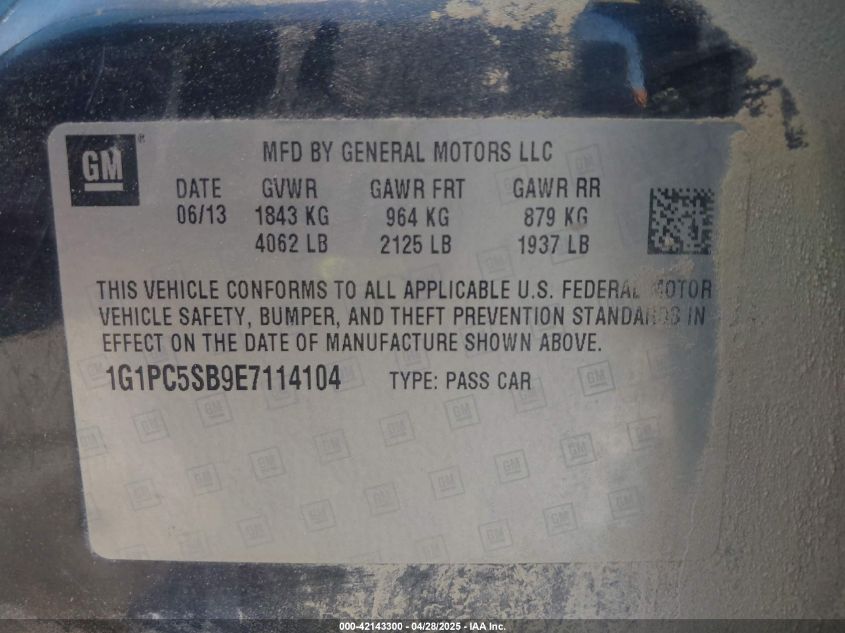 GM ® MFD BY GENERAL MOTORS LLC
DATE GVWR GAWR FRT GAWR RR
06/13 1843 KG 964 KG 879 KG
4062 LB 2125 LB 1937 LB
THIS VEHICLE CONFORMS TO ALL APPLICABLE U.S. FEDERAL MOTOR
VEHICLE SAFETY, BUMPER, AND THEFT PREVENTION STANDARDS IN
EFFECT ON THE DATE OF MANUFACTURE SHOWN ABOVE.
1G1PC5SB9E7114104 TYPE: PASS CAR
000-42143300 - 04/28/2025 - IAA Inc.